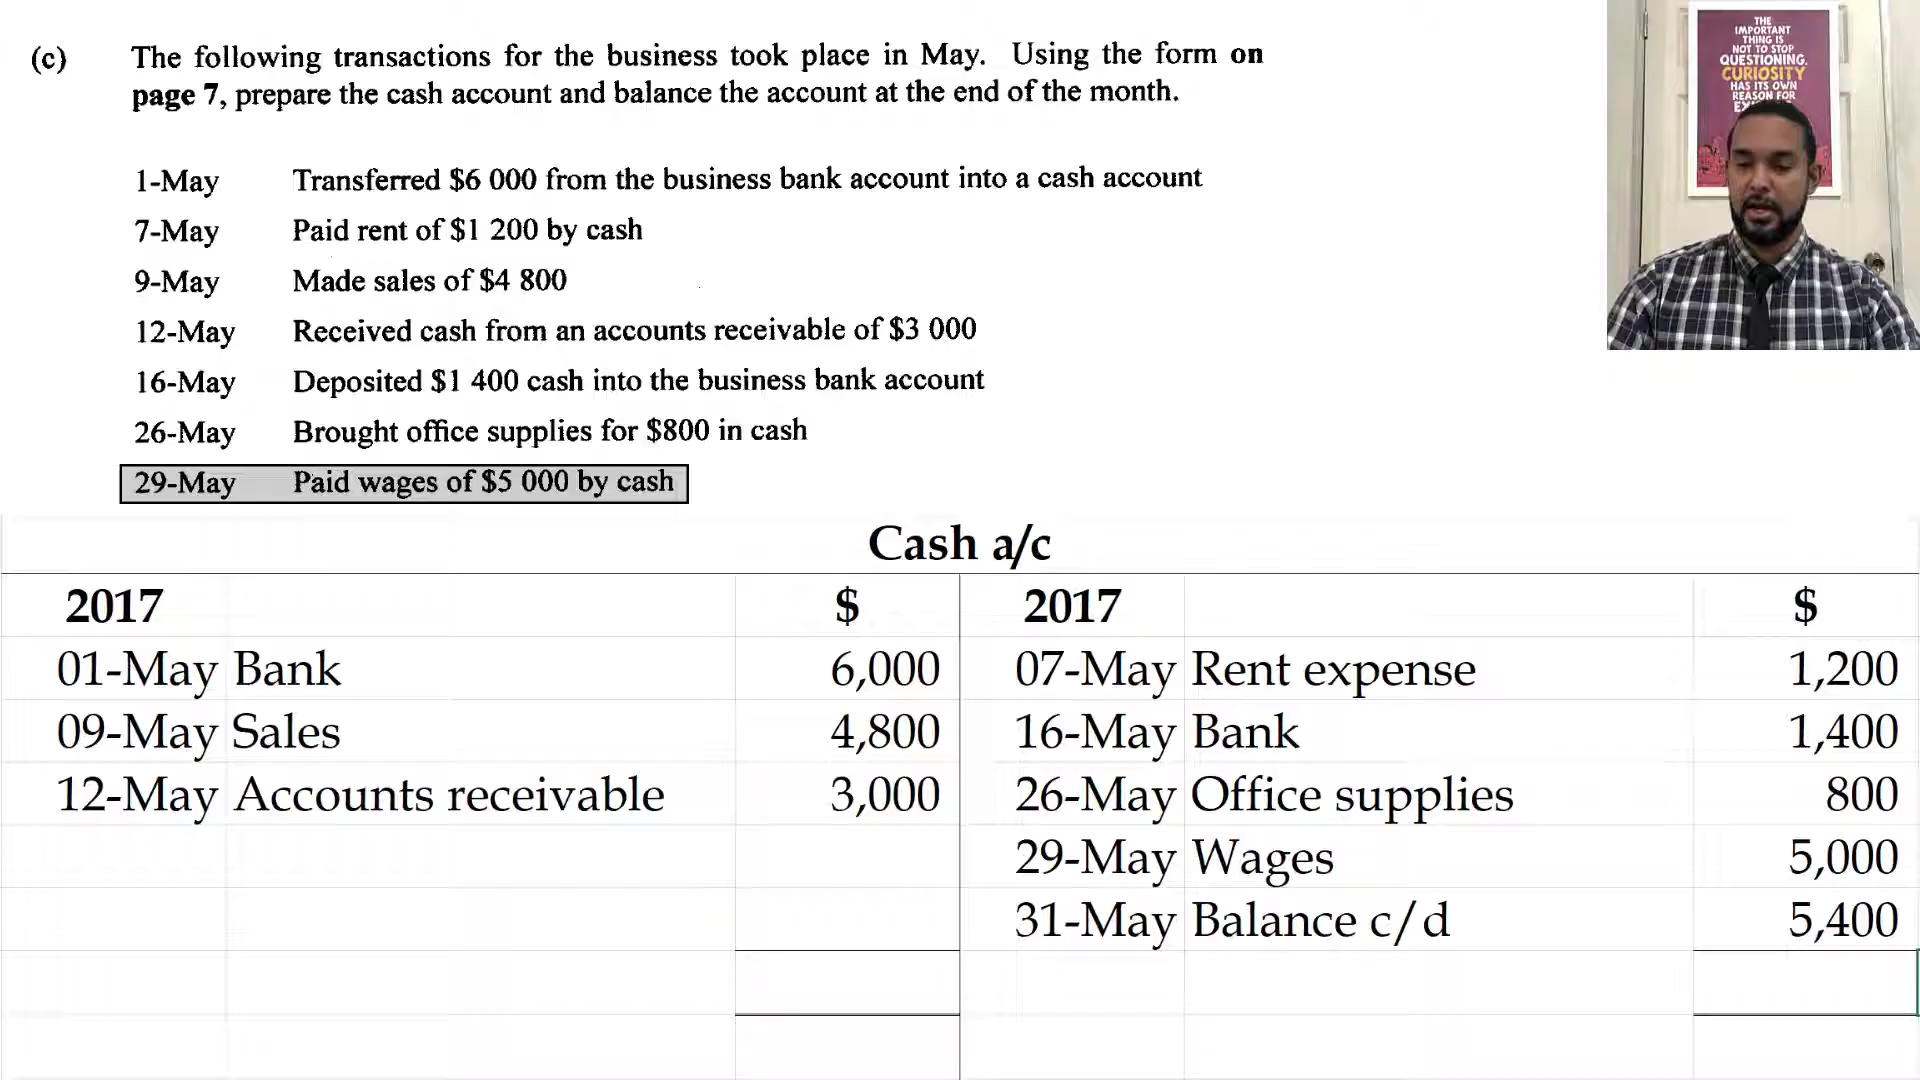 (c) The following transactions for the business took place in May. Using the form on
page 7, prepare the cash account and balance the account at the end of the month.
1-May Transferred $6 000 from the business bank account into a cash account
7-May Paid rent of $1 200 by cash
9-May Made sales of $4 800
12-May Received cash from an accounts receivable of $3 000
16-May Deposited $1 400 cash into the business bank account
26-May Brought office supplies for $800 in cash
29-May Paid wages of $5 000 by cash
THE
IMPORTANT
THING IS
NOT TO STOP
QUESTIONING.
CURIOSITY
HAS ITS OWN
REASON FOR
Cash a/c
2017 $ 2017 $
01-May Bank 6,000 07-May Rent expense 1,200
09-May Sales 4,800 16-May Bank 1,400
12-May Accounts receivable 3,000 26-May Office supplies 800
29-May Wages 5,000
31-May Balance c/d 5,400